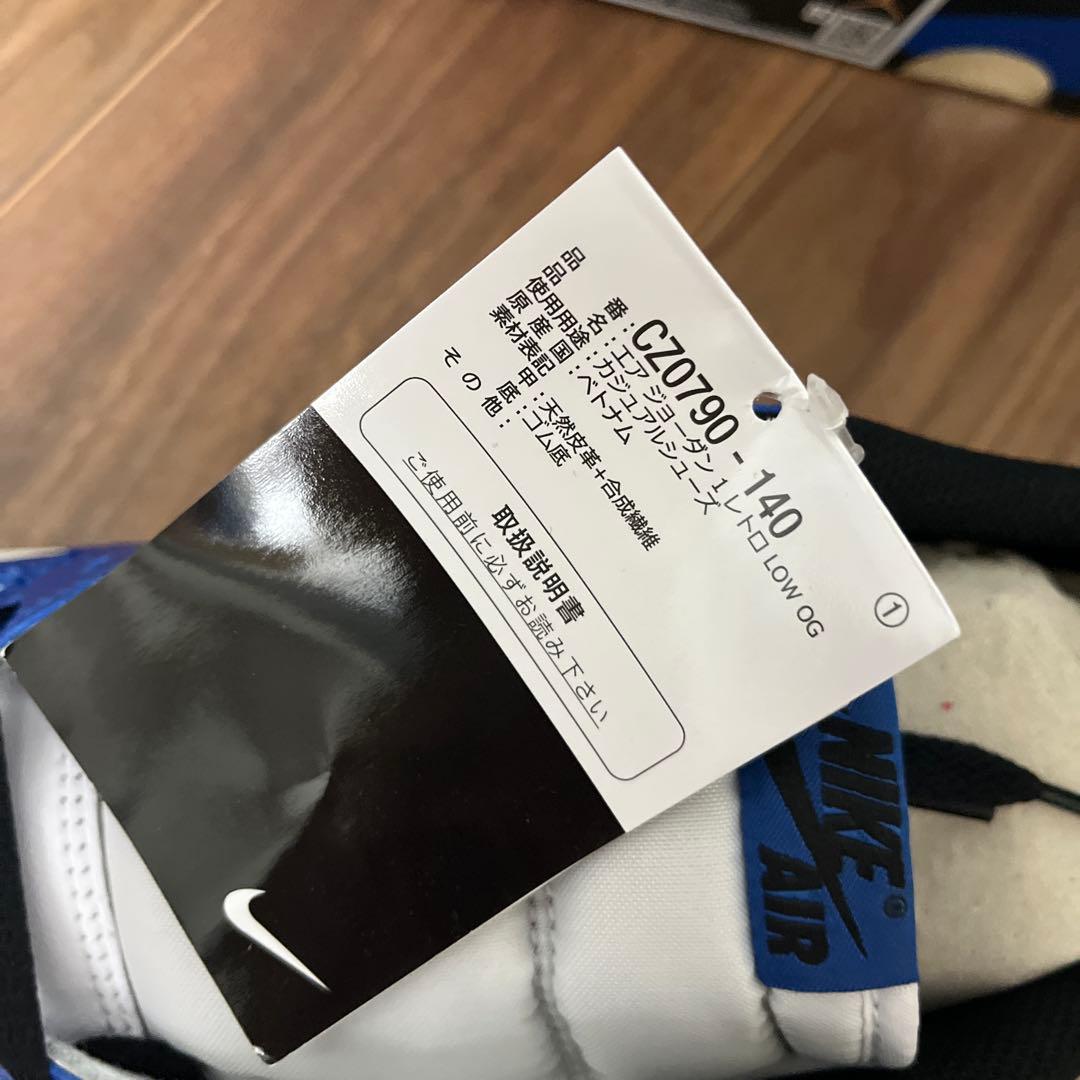 品 番：CZ0790 - 140
品 名：エア ジョーダン 1 レトロ LOW OG
使用用途：カジュアルシューズ
原 産 国：ベトナム
素材表記 甲：天然皮革＋合成繊維
底：ゴム底
そ の 他：
①
取扱説明書
ご使用前に必ずお読み下さい
NIKE
AIR
®